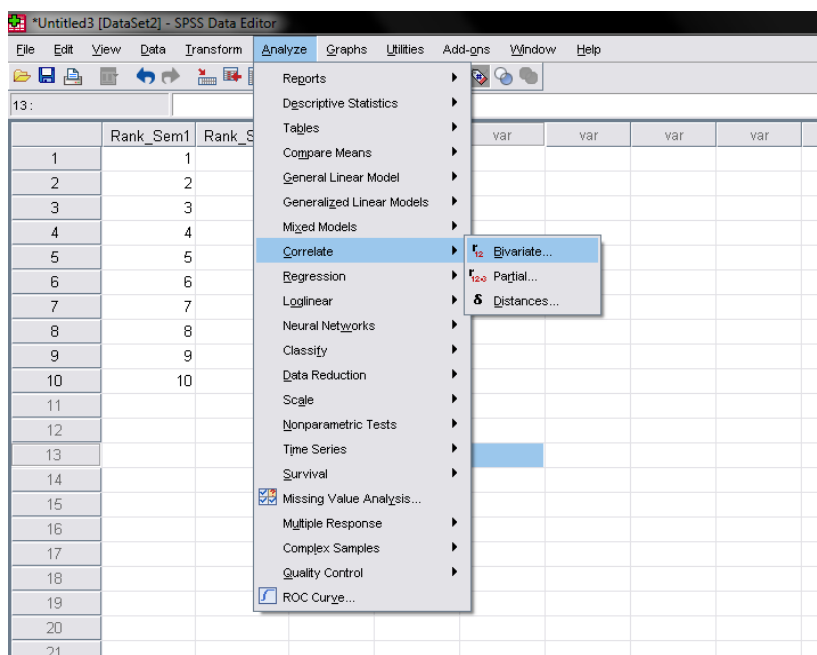 *Untitled3 [DataSet2] - SPSS Data Editor
File Edit View Data Transform Analyze Graphs Utilities Add-ons Window Help
13:
Rank_Sem1 Rank_S var var var var
1 1
2 2
3 3
4 4
5 5
6 6
7 7
8 8
9 9
10 10
11
12
13
14
15
16
17
18
19
20
21
Reports
Descriptive Statistics
Tables
Compare Means
General Linear Model
Generalized Linear Models
Mixed Models
Correlate
Regression
Loglinear
Neural Networks
Classify
Data Reduction
Scale
Nonparametric Tests
Time Series
Survival
Missing Value Analysis...
Multiple Response
Complex Samples
Quality Control
ROC Curve...
r12 Bivariate...
r12·3 Partial...
δ Distances...